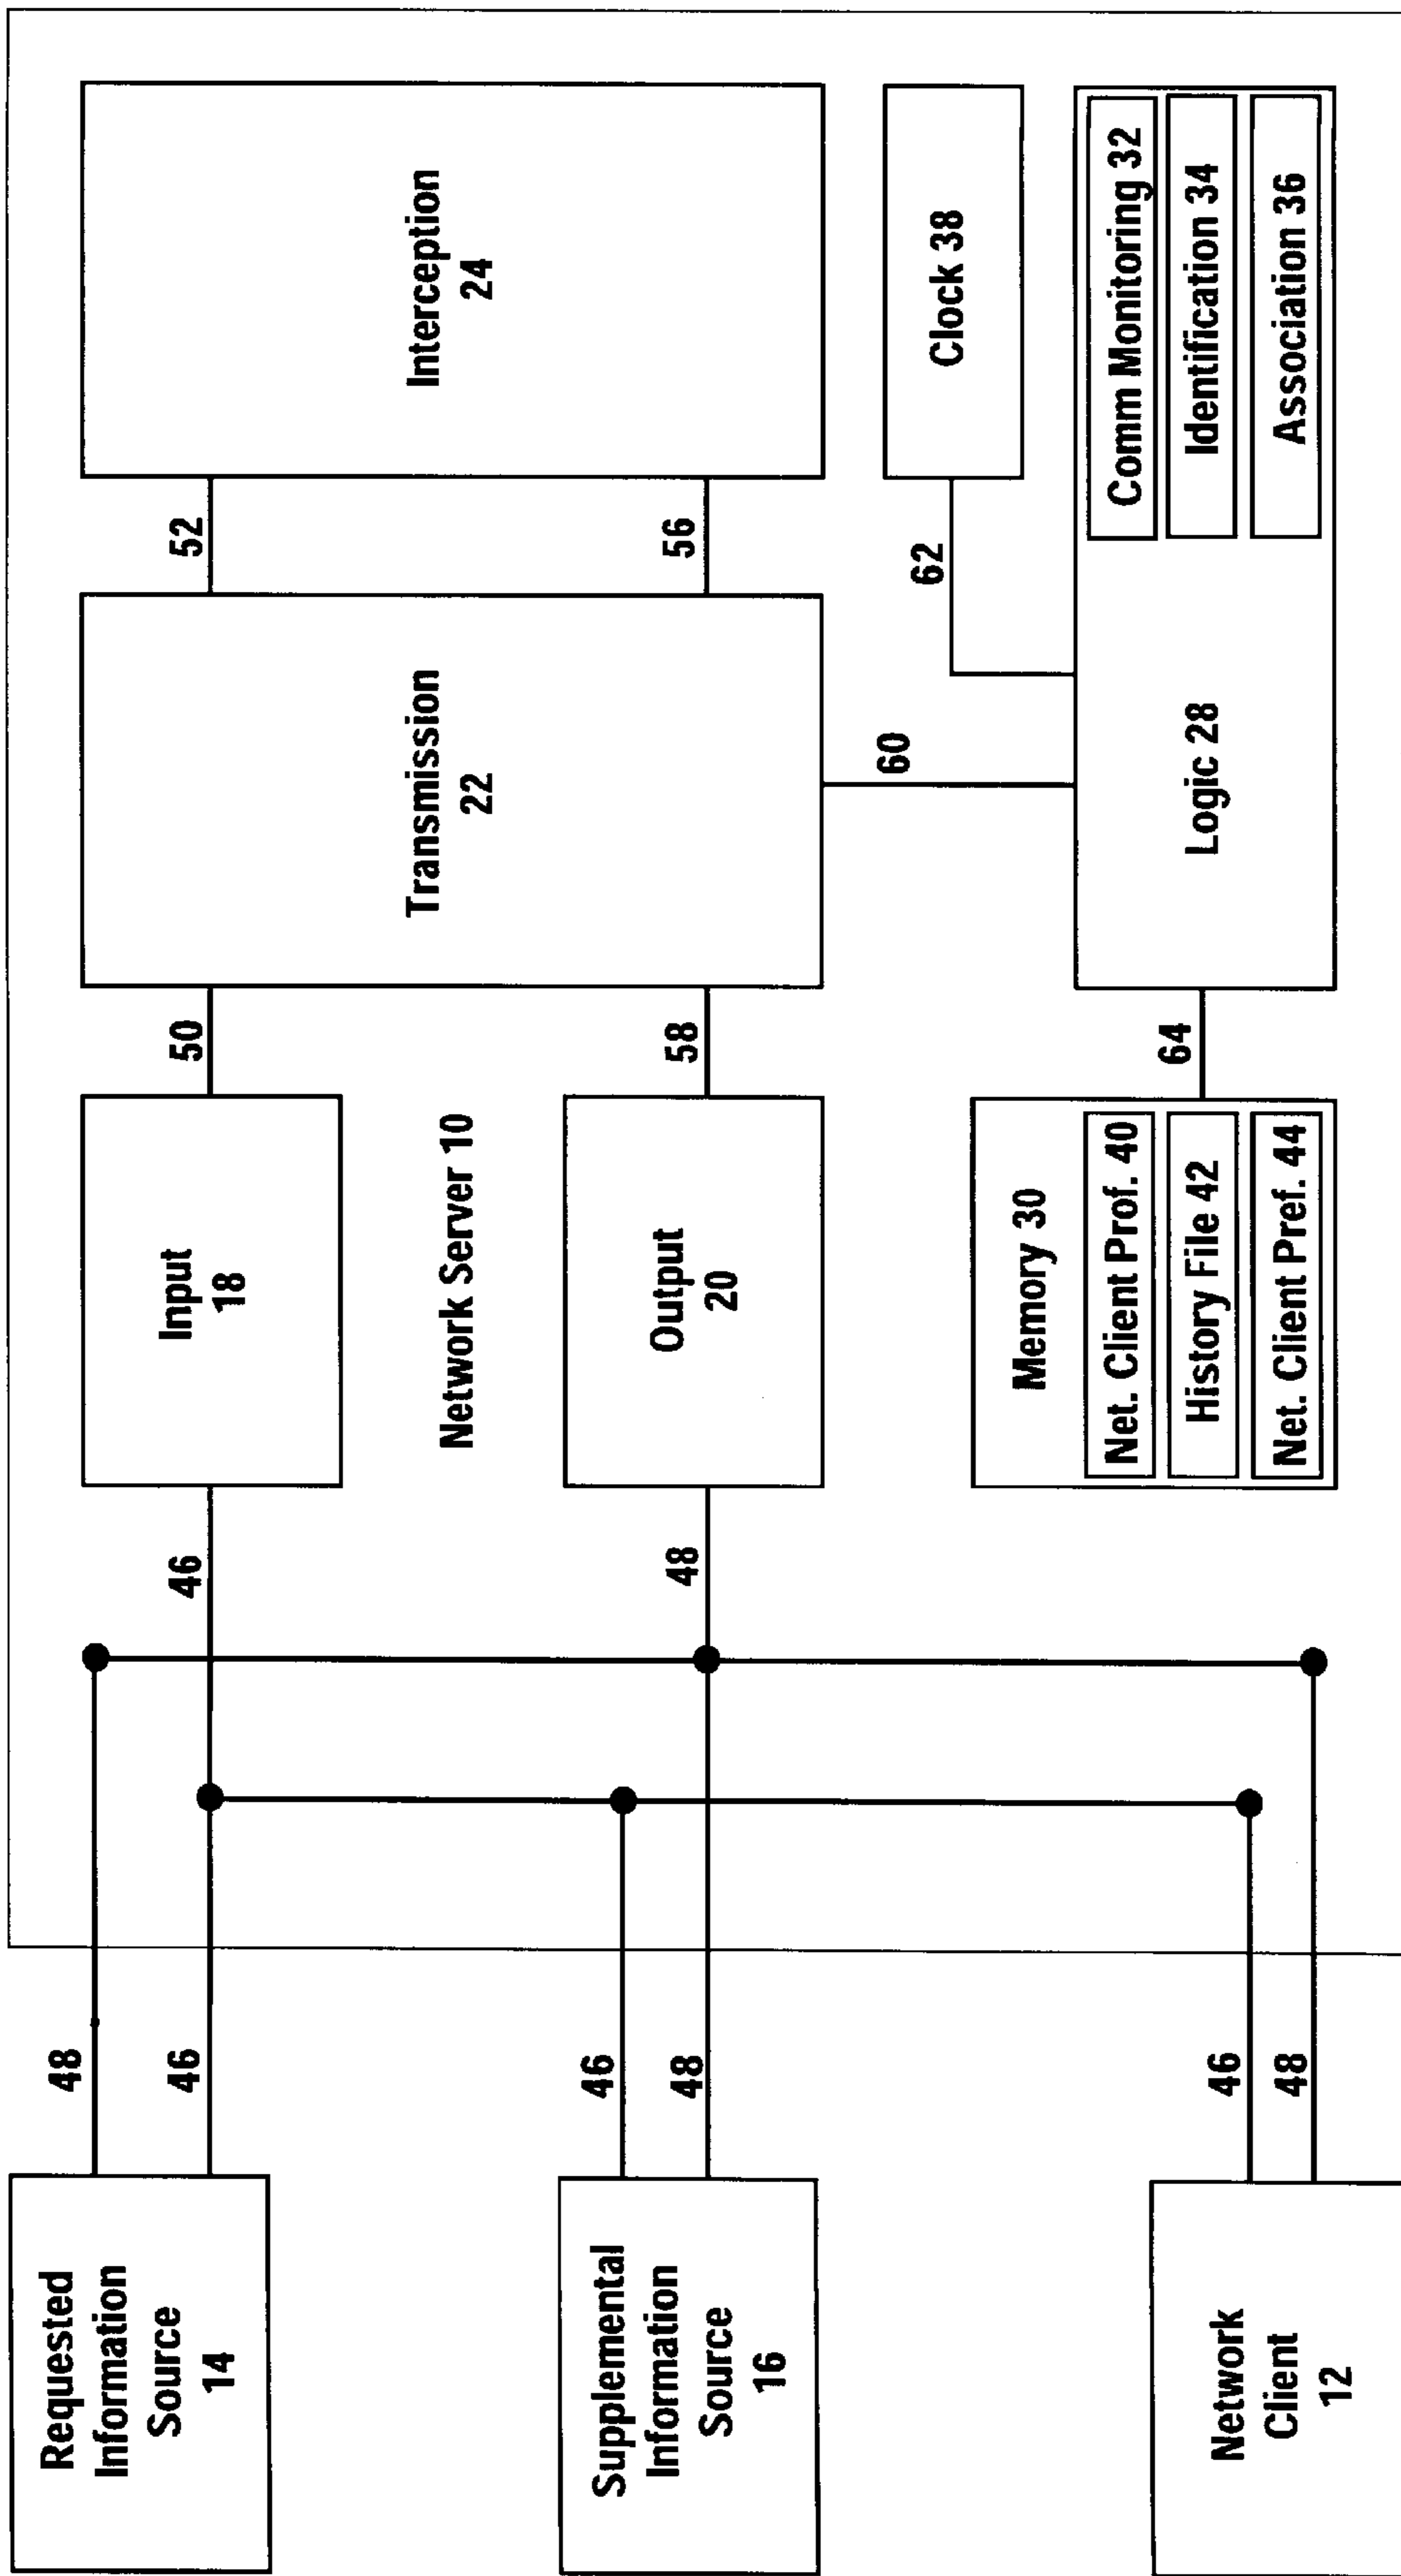 Requested
Information
Source
14
48
46
Supplemental
Information
Source
16
46
48
Network
Client
12
46
48
46
48
Input
18
Network Server 10
Output
20
Memory 30
Net. Client Prof. 40
History File 42
Net. Client Pref. 44
50
58
64
Transmission
22
60
Logic 28
52
56
62
Interception
24
Clock 38
Comm Monitoring 32
Identification 34
Association 36